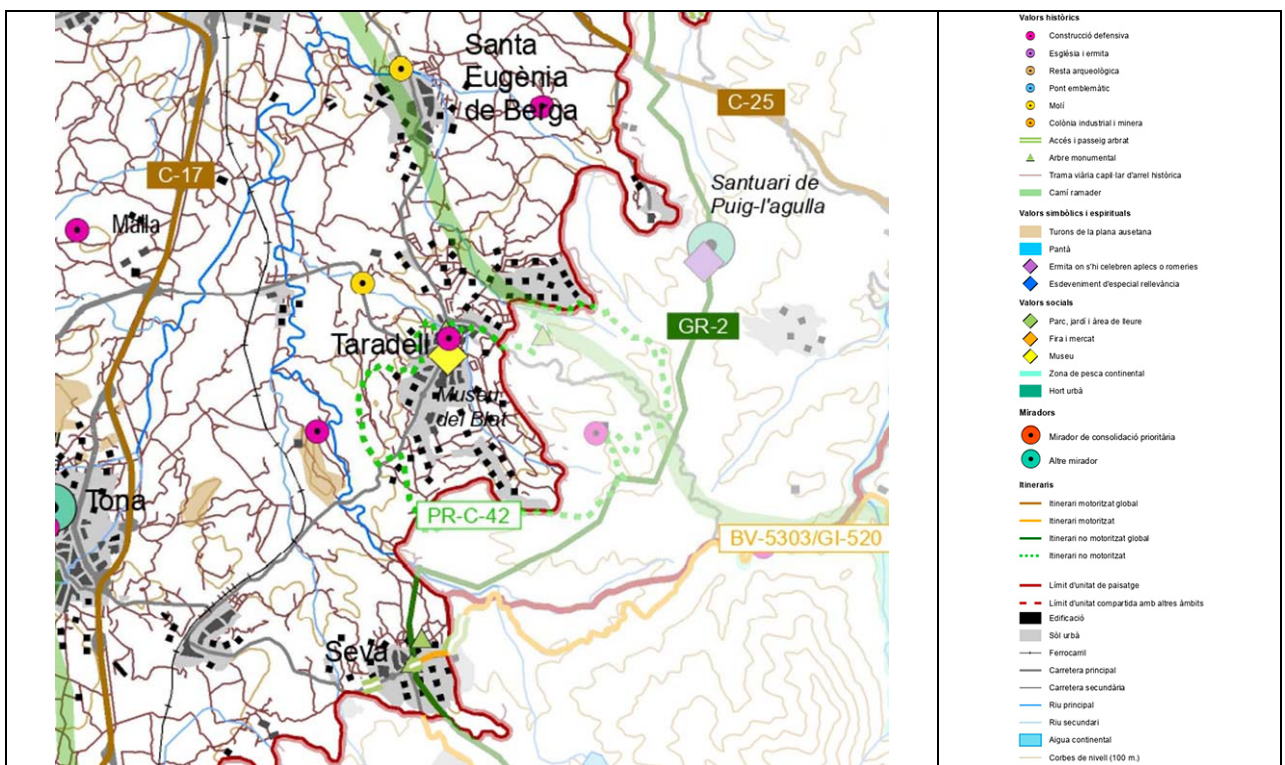 Santa
Eugènia
de Berga
C-25
C-17
Santuari de
Puig-l'agulla
Malla
GR-2
Taradell
Museu
del Blat
Tona
PR-C-42
BV-5303/GI-520
Seva
Valors històrics
Construcció defensiva
Església i ermita
Resta arqueològica
Pont emblemàtic
Molí
Colònia industrial i minera
Accés i passeig arbrat
Arbre monumental
Trama viària capil·lar d'arrel històrica
Camí ramader
Valors simbòlics i espirituals
Turons de la plana ausetana
Pantà
Ermita on s'hi celebren aplecs o romeries
Esdeveniment d'especial rellevància
Valors socials
Parc, jardí i àrea de lleure
Fira i mercat
Museu
Zona de pesca continental
Hort urbà
Miradors
Mirador de consolidació prioritària
Altre mirador
Itineraris
Itinerari motoritzat global
Itinerari motoritzat
Itinerari no motoritzat global
Itinerari no motoritzat
Límit d'unitat de paisatge
Límit d'unitat compartida amb altres àmbits
Edificació
Sòl urbà
Ferrocarril
Carretera principal
Carretera secundària
Riu principal
Riu secundari
Aigua continental
Corbes de nivell (100 m.)